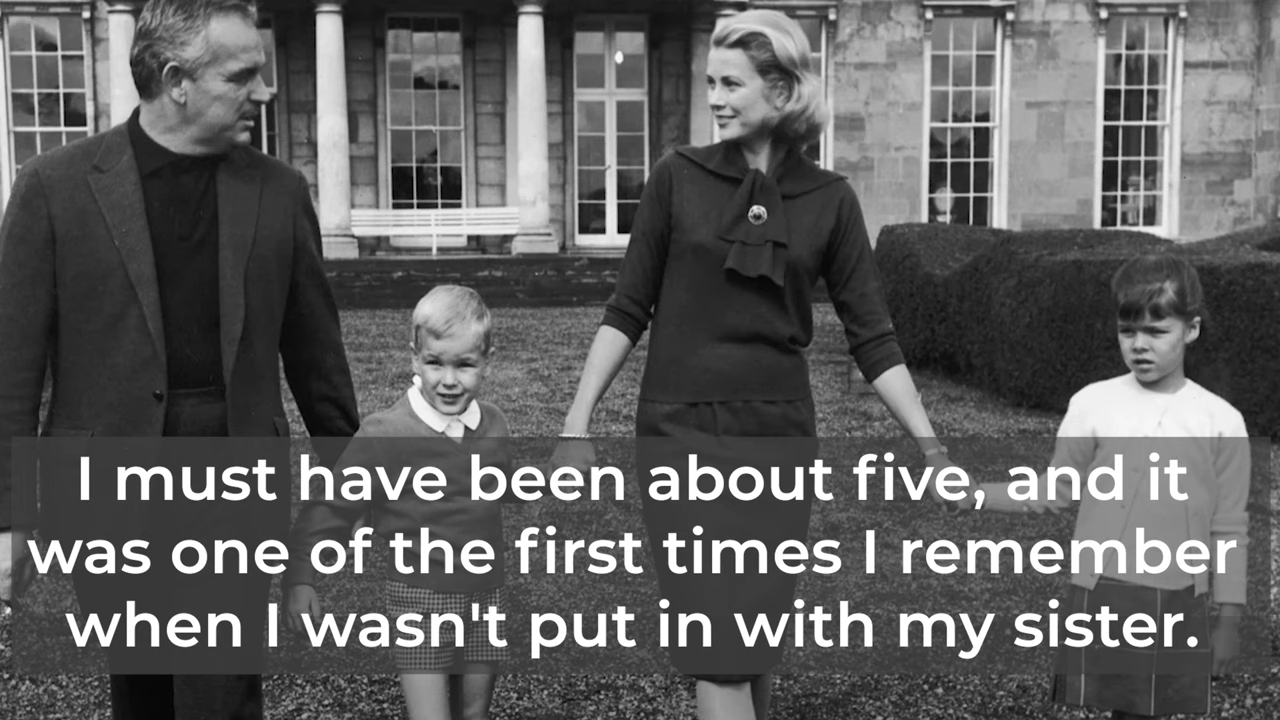 I must have been about five, and it
was one of the first times I remember
when I wasn't put in with my sister.